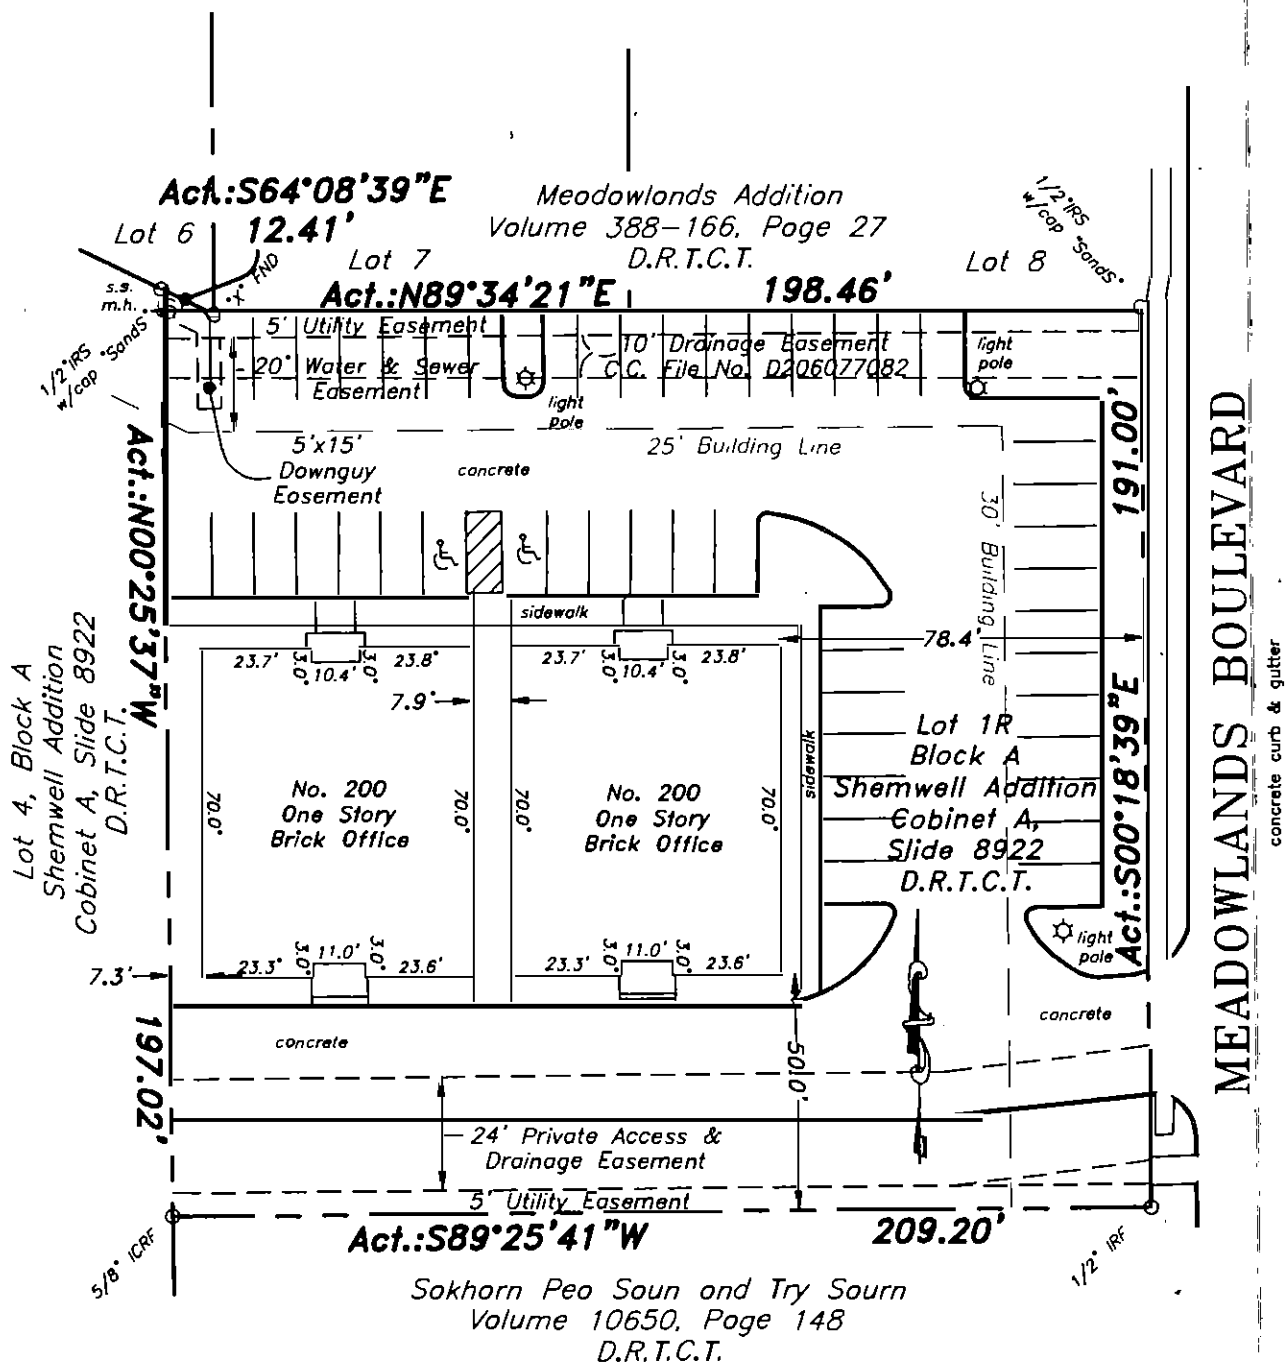 Act.:S64°08'39"E
12.41'
Lot 6
Meodowlonds Addition
Volume 388-166, Poge 27
D.R.T.C.T.
1/2"IRS
w/cap "SandS"
Lot 7
Lot 8
"X" FND
s.s.
m.h.
Act.:N89°34'21"E
198.46'
5' Utility Easement
20' Water & Sewer
Easement
10' Drainage Easement
C.C. File No. D206077082
light
pole
light
pole
1/2"IRS
w/cap "SandS"
5'x15'
Downguy
Eosement
concrete
25' Building Line
30' Building Line
191.00'
Act.:S00°18'39"E
MEADOWLANDS BOULEVARD
concrete curb & gutter
Act.:N00°25'37"W
197.02'
Lot 4, Block A
Shemwell Addition
Cobinet A, Slide 8922
D.R.T.C.T.
sidewalk
78.4'
23.7'
3.0'
10.4'
3.0'
23.8'
23.7'
3.0'
10.4'
3.0'
23.8'
7.9'
No. 200
One Story
Brick Office
70.0'
70.0'
No. 200
One Story
Brick Office
70.0'
70.0'
sidewalk
Lot 1R
Block A
Shemwell Addition
Cobinet A,
Slide 8922
D.R.T.C.T.
light
pole
7.3'
23.3'
3.0'
11.0'
3.0'
23.6'
23.3'
3.0'
11.0'
3.0'
23.6'
concrete
concrete
50.0'
24' Private Access &
Drainage Easement
5' Utility Easement
Act.:S89°25'41"W
209.20'
5/8" ICRF
1/2" IRF
Sokhorn Peo Soun ond Try Sourn
Volume 10650, Poge 148
D.R.T.C.T.